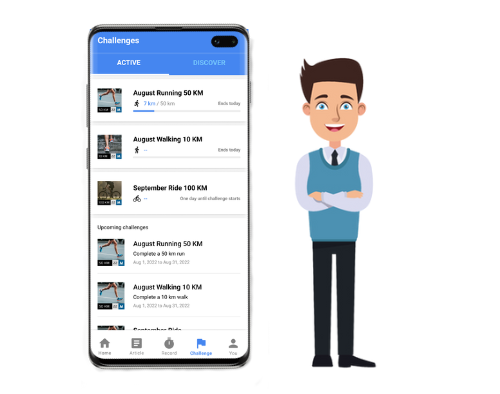 Challenges
ACTIVE
DISCOVER
August Running 50 KM
7 km / 50 km
Ends today
August Walking 10 KM
--
Ends today
September Ride 100 KM
--
One day until challenge starts
Upcoming challenges
August Running 50 KM
Complete a 50 km run
Aug 1, 2022 to Aug 31, 2022
August Walking 10 KM
Complete a 10 km walk
Aug 1, 2022 to Aug 31, 2022
September Ride
Home
Article
Record
Challenge
You